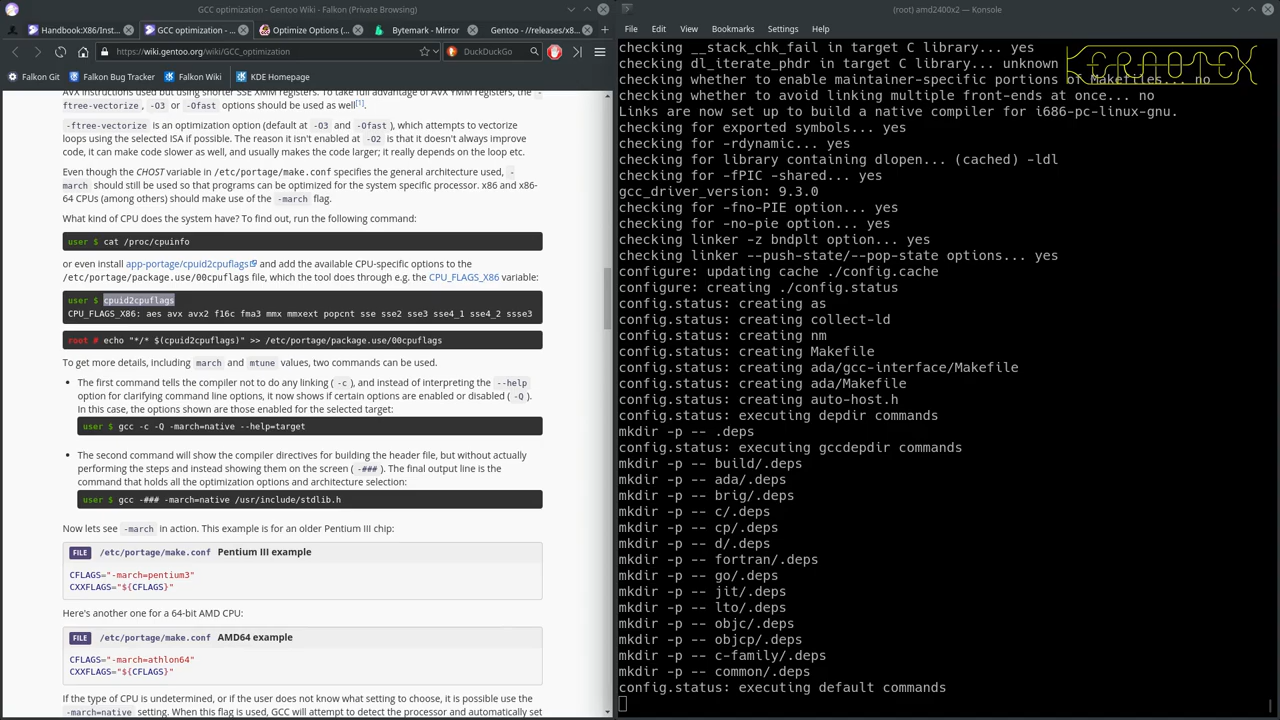 GCC optimization - Gentoo Wiki - Falkon (Private Browsing)
Handbook:X86/Inst...
GCC optimization - ...
Optimize Options (...
Bytemark - Mirror
Gentoo - //releases/x8...
https://wiki.gentoo.org/wiki/GCC_optimization
DuckDuckGo
Falkon Git
Falkon Bug Tracker
Falkon Wiki
KDE Homepage
AVX instructions used but using shorter SSE XMM registers. To take full advantage of AVX YMM registers, the -
ftree-vectorize, -O3 or -Ofast options should be used as well[1].
-ftree-vectorize is an optimization option (default at -O3 and -Ofast), which attempts to vectorize
loops using the selected ISA if possible. The reason it isn't enabled at -O2 is that it doesn't always improve
code, it can make code slower as well, and usually makes the code larger; it really depends on the loop etc.
Even though the CHOST variable in /etc/portage/make.conf specifies the general architecture used, -
march should still be used so that programs can be optimized for the system specific processor. x86 and x86-
64 CPUs (among others) should make use of the -march flag.
What kind of CPU does the system have? To find out, run the following command:
user $ cat /proc/cpuinfo
or even install app-portage/cpuid2cpuflags and add the available CPU-specific options to the
/etc/portage/package.use/00cpuflags file, which the tool does through e.g. the CPU_FLAGS_X86 variable:
user $ cpuid2cpuflags
CPU_FLAGS_X86: aes avx avx2 f16c fma3 mmx mmxext popcnt sse sse2 sse3 sse4_1 sse4_2 ssse3
root # echo "*/* $(cpuid2cpuflags)" >> /etc/portage/package.use/00cpuflags
To get more details, including march and mtune values, two commands can be used.
The first command tells the compiler not to do any linking (-c), and instead of interpreting the --help
option for clarifying command line options, it now shows if certain options are enabled or disabled (-Q).
In this case, the options shown are those enabled for the selected target:
user $ gcc -c -Q -march=native --help=target
The second command will show the compiler directives for building the header file, but without actually
performing the steps and instead showing them on the screen (-###). The final output line is the
command that holds all the optimization options and architecture selection:
user $ gcc -### -march=native /usr/include/stdlib.h
Now lets see -march in action. This example is for an older Pentium III chip:
FILE /etc/portage/make.conf Pentium III example
CFLAGS="-march=pentium3"
CXXFLAGS="${CFLAGS}"
Here's another one for a 64-bit AMD CPU:
FILE /etc/portage/make.conf AMD64 example
CFLAGS="-march=athlon64"
CXXFLAGS="${CFLAGS}"
If the type of CPU is undetermined, or if the user does not know what setting to choose, it is possible use the
-march=native setting. When this flag is used, GCC will attempt to detect the processor and automatically set
(root) amd2400x2 — Konsole
File Edit View Bookmarks Settings Help
checking __stack_chk_fail in target C library... yes
checking dl_iterate_phdr in target C library... unknown
checking whether to enable maintainer-specific portions of Makefiles... no
checking whether to avoid linking multiple front-ends at once... no
Links are now set up to build a native compiler for i686-pc-linux-gnu.
checking for exported symbols... yes
checking for -rdynamic... yes
checking for library containing dlopen... (cached) -ldl
checking for -fPIC -shared... yes
gcc_driver_version: 9.3.0
checking for -fno-PIE option... yes
checking for -no-pie option... yes
checking linker -z bndplt option... yes
checking linker --push-state/--pop-state options... yes
configure: updating cache ./config.cache
configure: creating ./config.status
config.status: creating as
config.status: creating collect-ld
config.status: creating nm
config.status: creating Makefile
config.status: creating ada/gcc-interface/Makefile
config.status: creating ada/Makefile
config.status: creating auto-host.h
config.status: executing depdir commands
mkdir -p -- .deps
config.status: executing gccdepdir commands
mkdir -p -- build/.deps
mkdir -p -- ada/.deps
mkdir -p -- brig/.deps
mkdir -p -- c/.deps
mkdir -p -- cp/.deps
mkdir -p -- d/.deps
mkdir -p -- fortran/.deps
mkdir -p -- go/.deps
mkdir -p -- jit/.deps
mkdir -p -- lto/.deps
mkdir -p -- objc/.deps
mkdir -p -- objcp/.deps
mkdir -p -- c-family/.deps
mkdir -p -- common/.deps
config.status: executing default commands